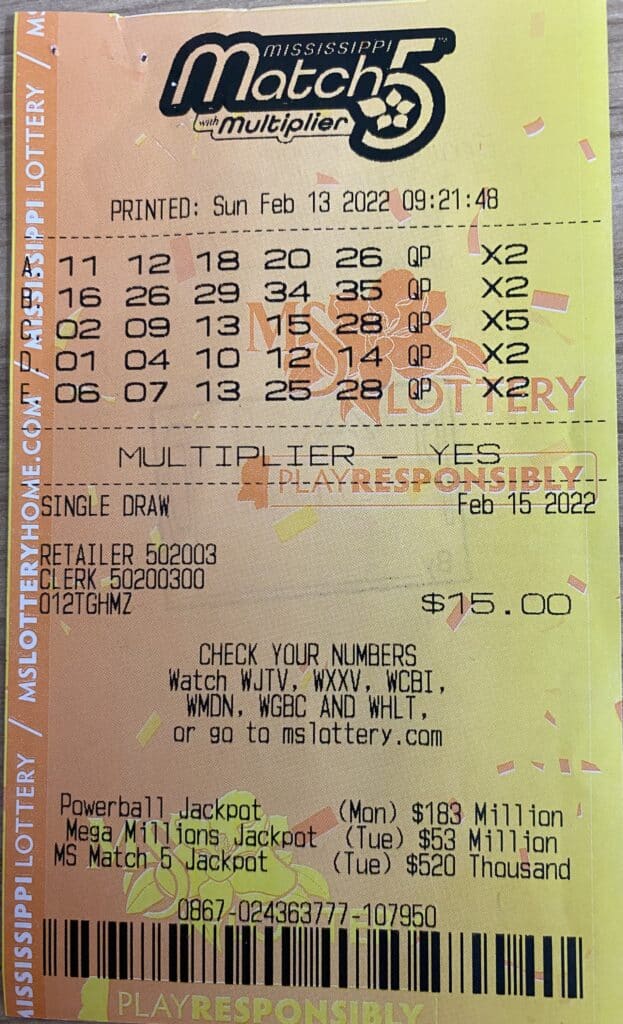 MISSISSIPPI
Match 5
with multiplier
PRINTED: Sun Feb 13 2022 09:21:48
A. 11 12 18 20 26 QP X2
B. 16 26 29 34 35 QP X2
C. 02 09 13 15 28 QP X5
D. 01 04 10 12 14 QP X2
E. 06 07 13 25 28 QP X2
MS LOTTERY
MULTIPLIER - YES
PLAY RESPONSIBLY
SINGLE DRAW Feb 15 2022
RETAILER 502003
CLERK 50200300
012TGHMZ $15.00
CHECK YOUR NUMBERS
Watch WJTV, WXXV, WCBI,
WMDN, WGBC AND WHLT,
or go to mslottery.com
Powerball Jackpot (Mon) $183 Million
Mega Millions Jackpot (Tue) $53 Million
MS Match 5 Jackpot (Tue) $520 Thousand
0867-024363777-107950
PLAYRESPONSIBLY
MISSISSIPPI LOTTERY / MSLOTTERYHOME.COM / MISSISSIPPI LOTTERY / MS